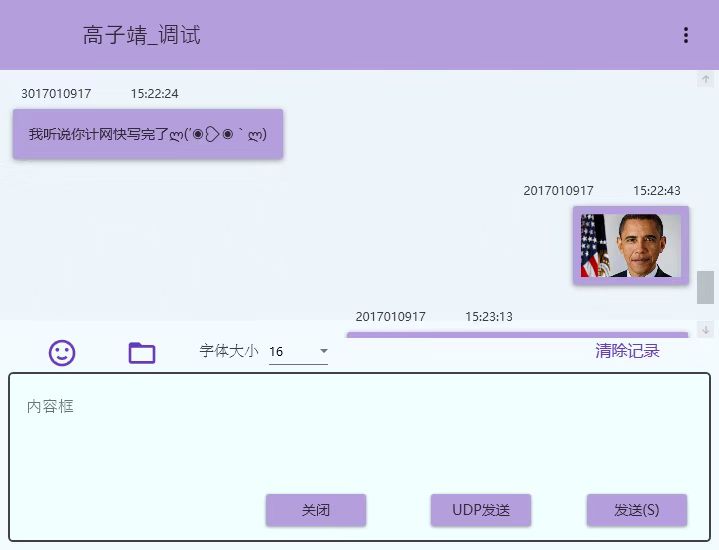 高子靖_调试
3017010917 15:22:24
我听说你计网快写完了ლ(′◉❥◉｀ლ)
2017010917 15:22:43
2017010917 15:23:13
字体大小 16 清除记录
内容框
关闭 UDP发送 发送(S)